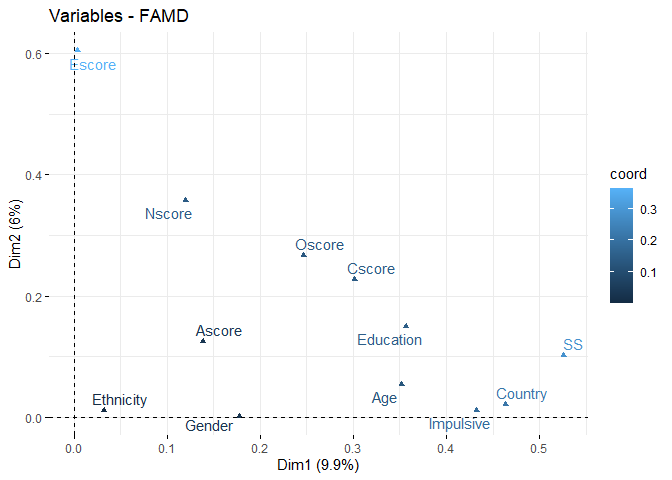 Variables - FAMD
Escore
Nscore
Oscore
Cscore
Ascore
Education
SS
Age
Country
Ethnicity
Gender
Impulsive
0.6
0.4
0.2
0.0
0.0
0.1
0.2
0.3
0.4
0.5
Dim1 (9.9%)
Dim2 (6%)
coord
0.3
0.2
0.1